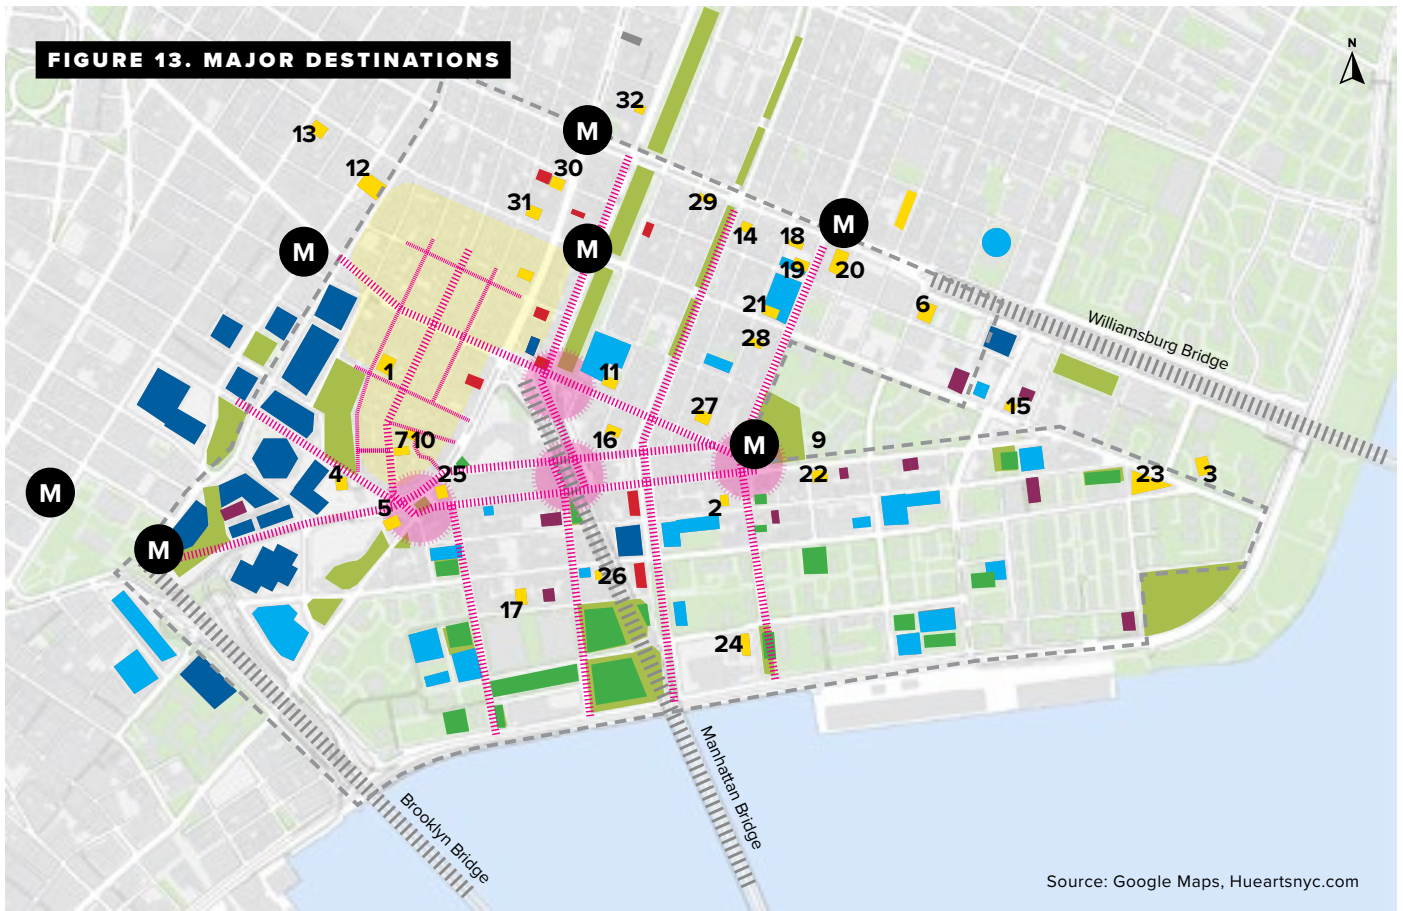 FIGURE 13. MAJOR DESTINATIONS
N
32
M
13
12
30
31
29
M
14
18
M
M
19
20
21
6
Williamsburg Bridge
28
1
11
15
27
7
10
16
M
9
4
25
22
23
3
M
5
2
M
26
17
24
Manhattan Bridge
Brooklyn Bridge
Source: Google Maps, Hueartsnyc.com